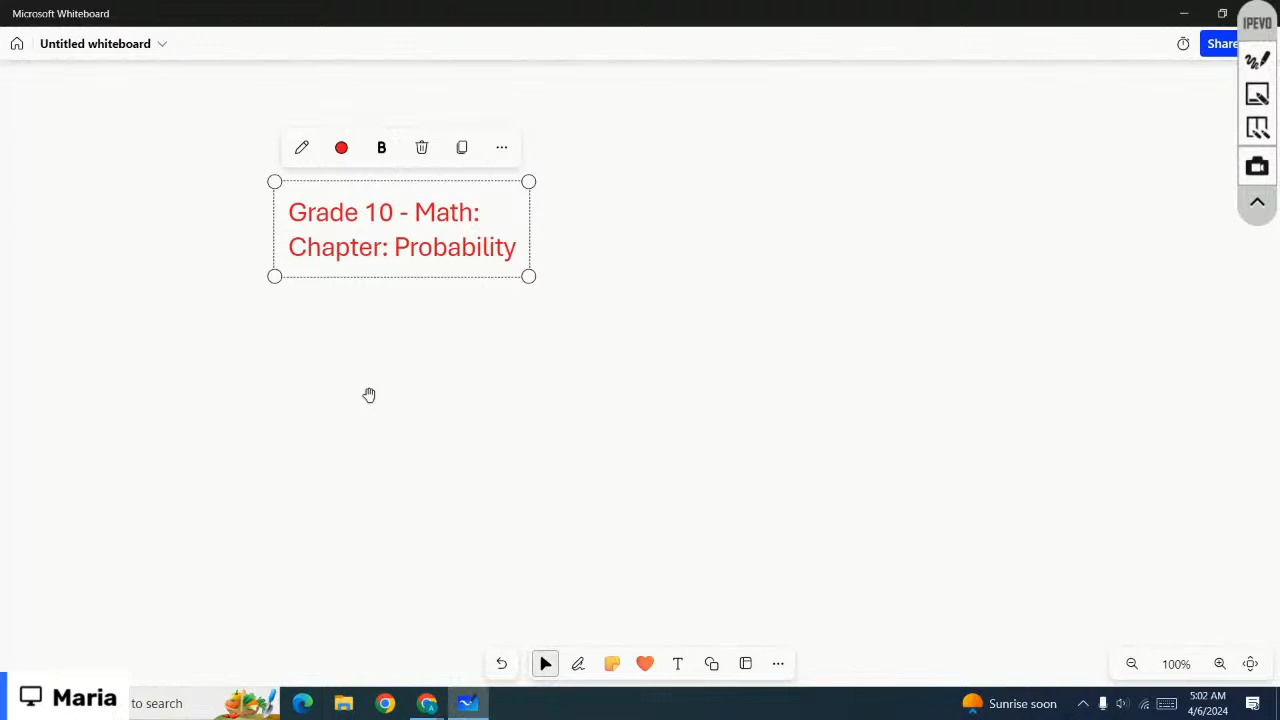 Microsoft Whiteboard
IPEVO
Untitled whiteboard
Share
B
Grade 10 - Math:
Chapter: Probability
T
100%
Maria
to search
Sunrise soon
5:02 AM
4/6/2024